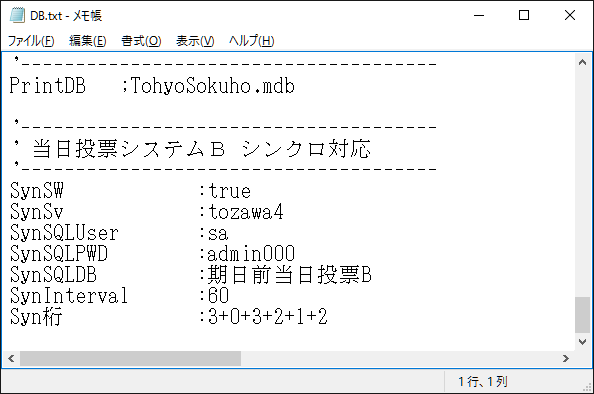 DB.txt - メモ帳
ファイル(F) 編集(E) 書式(O) 表示(V) ヘルプ(H)
'--------------------------------------
PrintDB   ;TohyoSokuho.mdb
'--------------------------------------
' 当日投票システムＢ シンクロ対応
'--------------------------------------
SynSW            :true
SynSv            :tozawa4
SynSQLUser       :sa
SynSQLPWD        :admin000
SynSQLDB         :期日前当日投票B
SynInterval      :60
Syn桁            :3+0+3+2+1+2
1 行、1 列